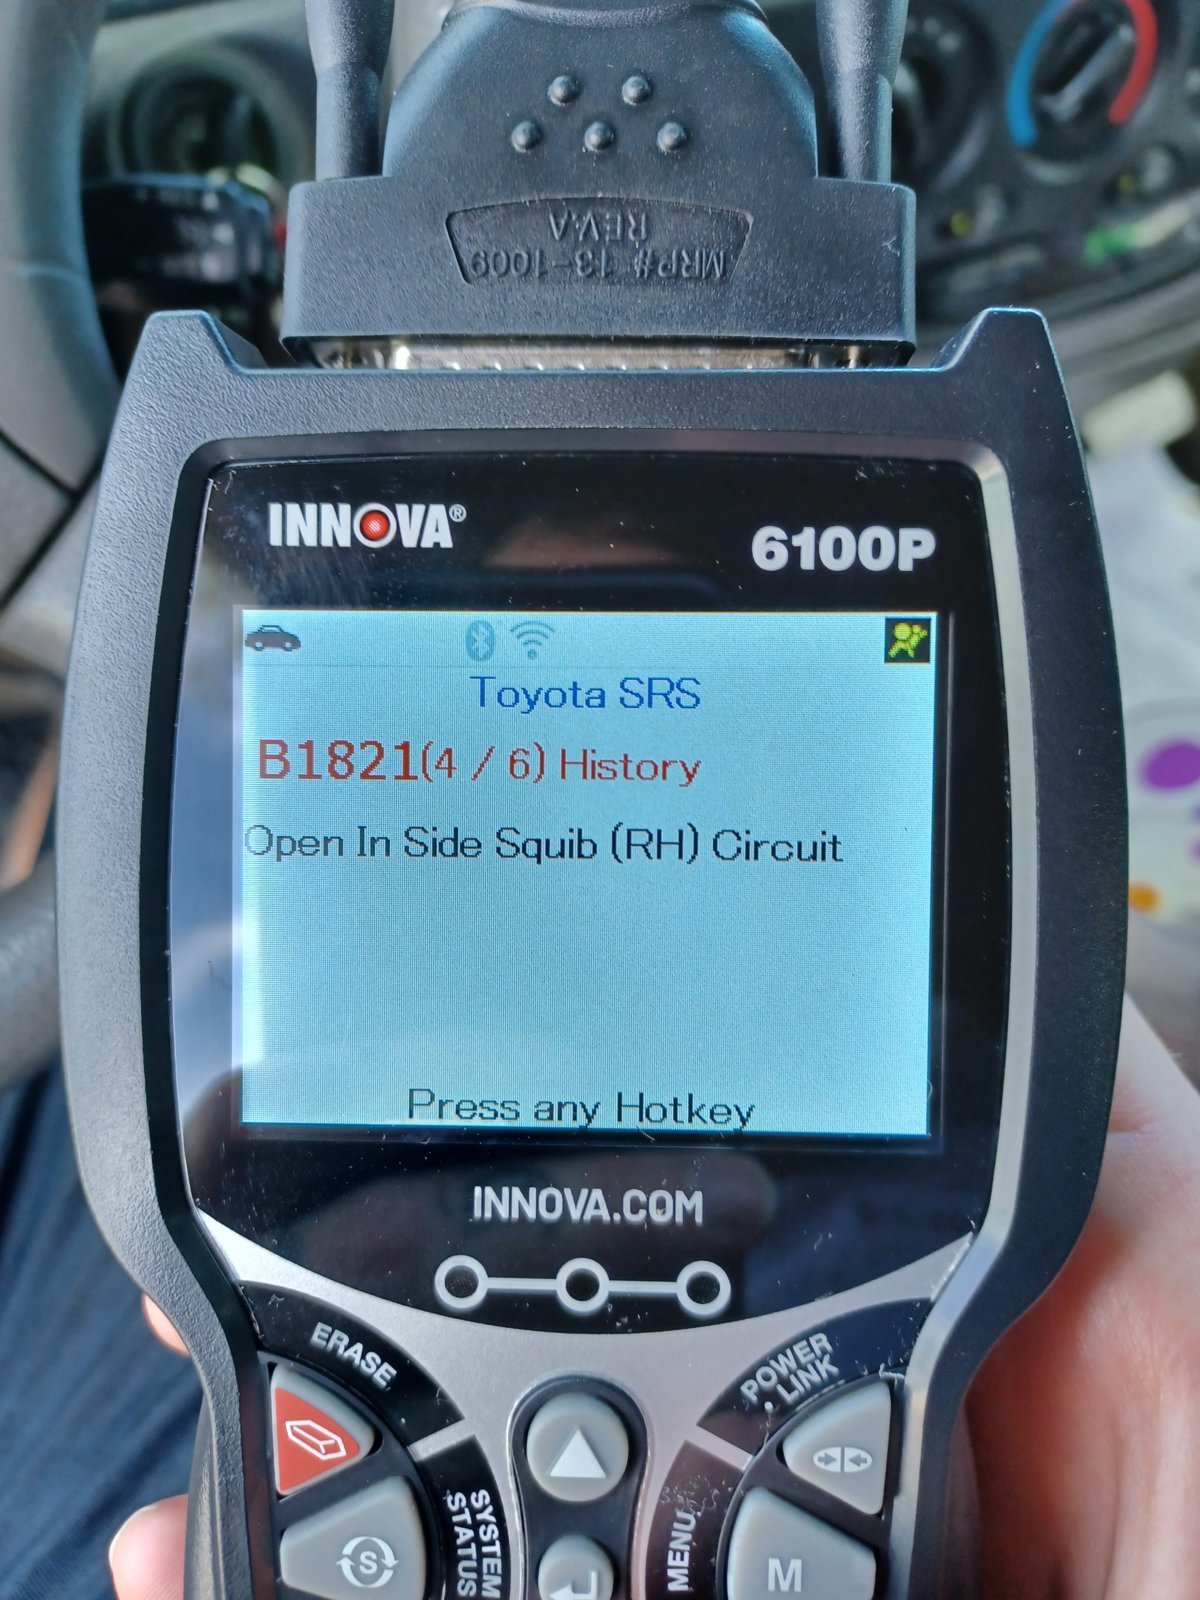 MRP# 13-1009
REV.A
INNOVA®
6100P
Toyota SRS
B1821(4 / 6) History
Open In Side Squib (RH) Circuit
Press any Hotkey
INNOVA.COM
ERASE
POWER
LINK
SYSTEM
STATUS
MENU
S
M